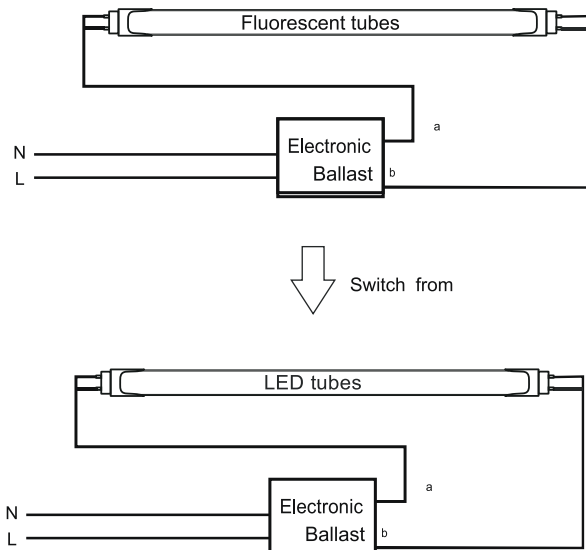 Fluorescent tubes
a
Electronic
Ballast
b
N
L
Switch from
LED tubes
a
Electronic
Ballast
b
N
L